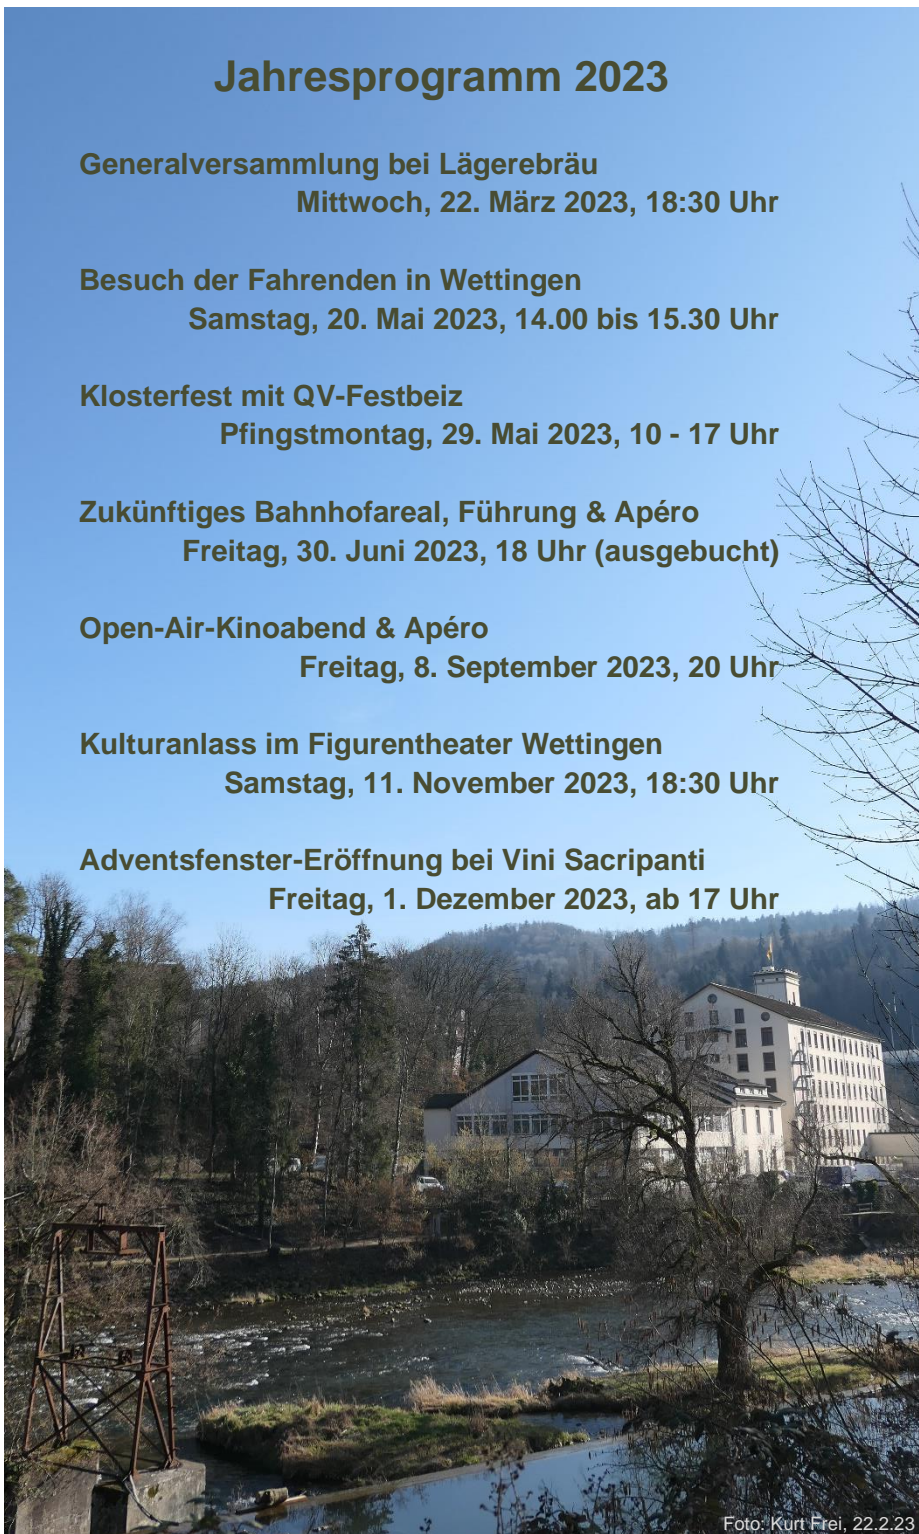 Jahresprogramm 2023
Generalversammlung bei Lägerebräu
Mittwoch, 22. März 2023, 18:30 Uhr
Besuch der Fahrenden in Wettingen
Samstag, 20. Mai 2023, 14.00 bis 15.30 Uhr
Klosterfest mit QV-Festbeiz
Pfingstmontag, 29. Mai 2023, 10 - 17 Uhr
Zukünftiges Bahnhofareal, Führung & Apéro
Freitag, 30. Juni 2023, 18 Uhr (ausgebucht)
Open-Air-Kinoabend & Apéro
Freitag, 8. September 2023, 20 Uhr
Kulturanlass im Figurentheater Wettingen
Samstag, 11. November 2023, 18:30 Uhr
Adventsfenster-Eröffnung bei Vini Sacripanti
Freitag, 1. Dezember 2023, ab 17 Uhr
Foto: Kurt Frei, 22.2.23